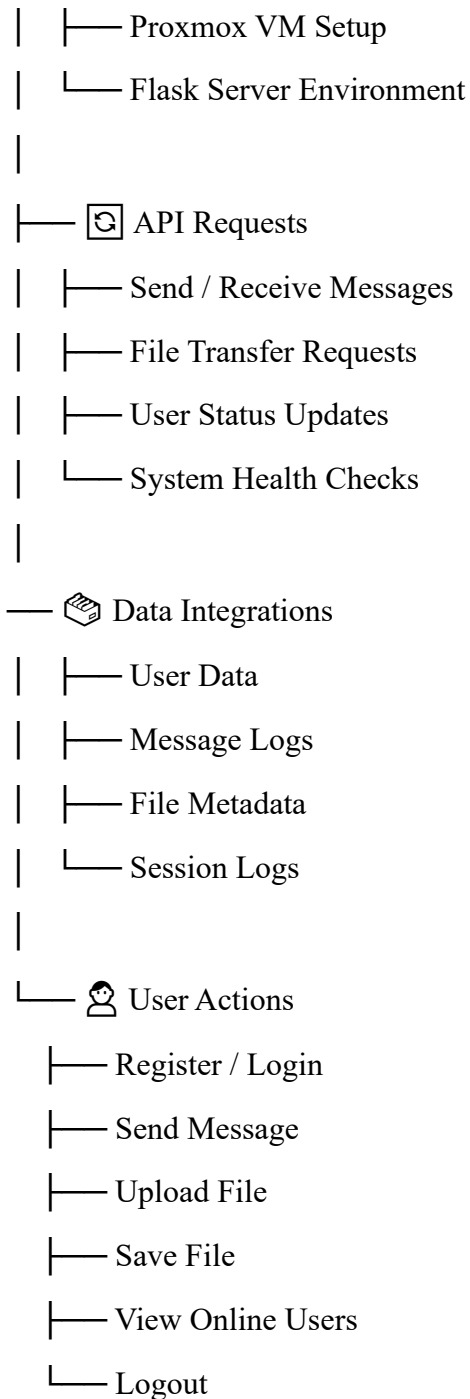 Proxmox VM Setup
Flask Server Environment
API Requests
Send / Receive Messages
File Transfer Requests
User Status Updates
System Health Checks
Data Integrations
User Data
Message Logs
File Metadata
Session Logs
User Actions
Register / Login
Send Message
Upload File
Save File
View Online Users
Logout